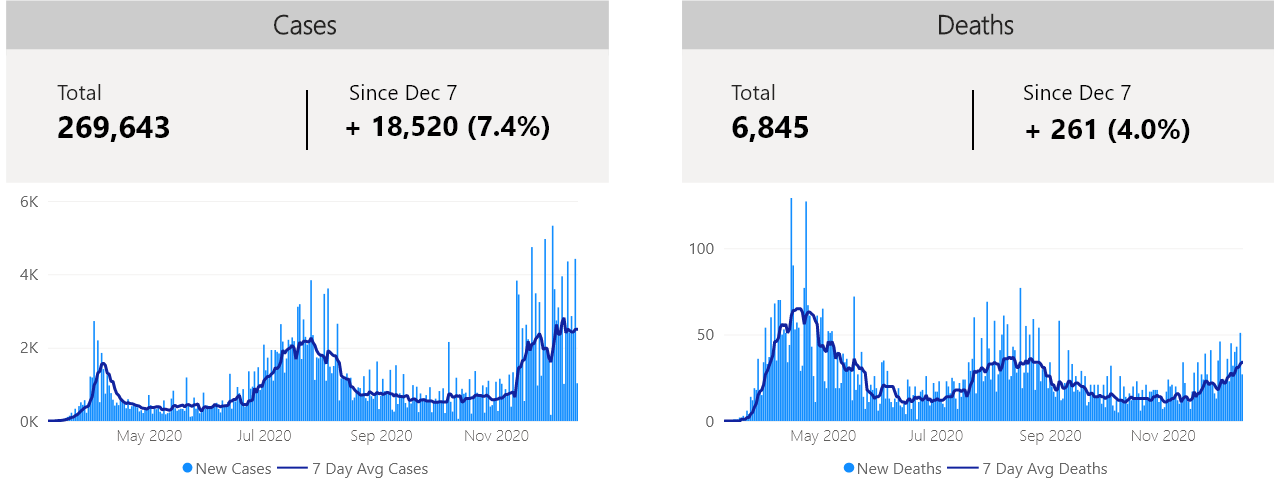 Cases
Total
269,643
Since Dec 7
+ 18,520 (7.4%)
6K
4K
2K
0K
May 2020
Jul 2020
Sep 2020
Nov 2020
New Cases
7 Day Avg Cases
Deaths
Total
6,845
Since Dec 7
+ 261 (4.0%)
100
50
0
May 2020
Jul 2020
Sep 2020
Nov 2020
New Deaths
7 Day Avg Deaths